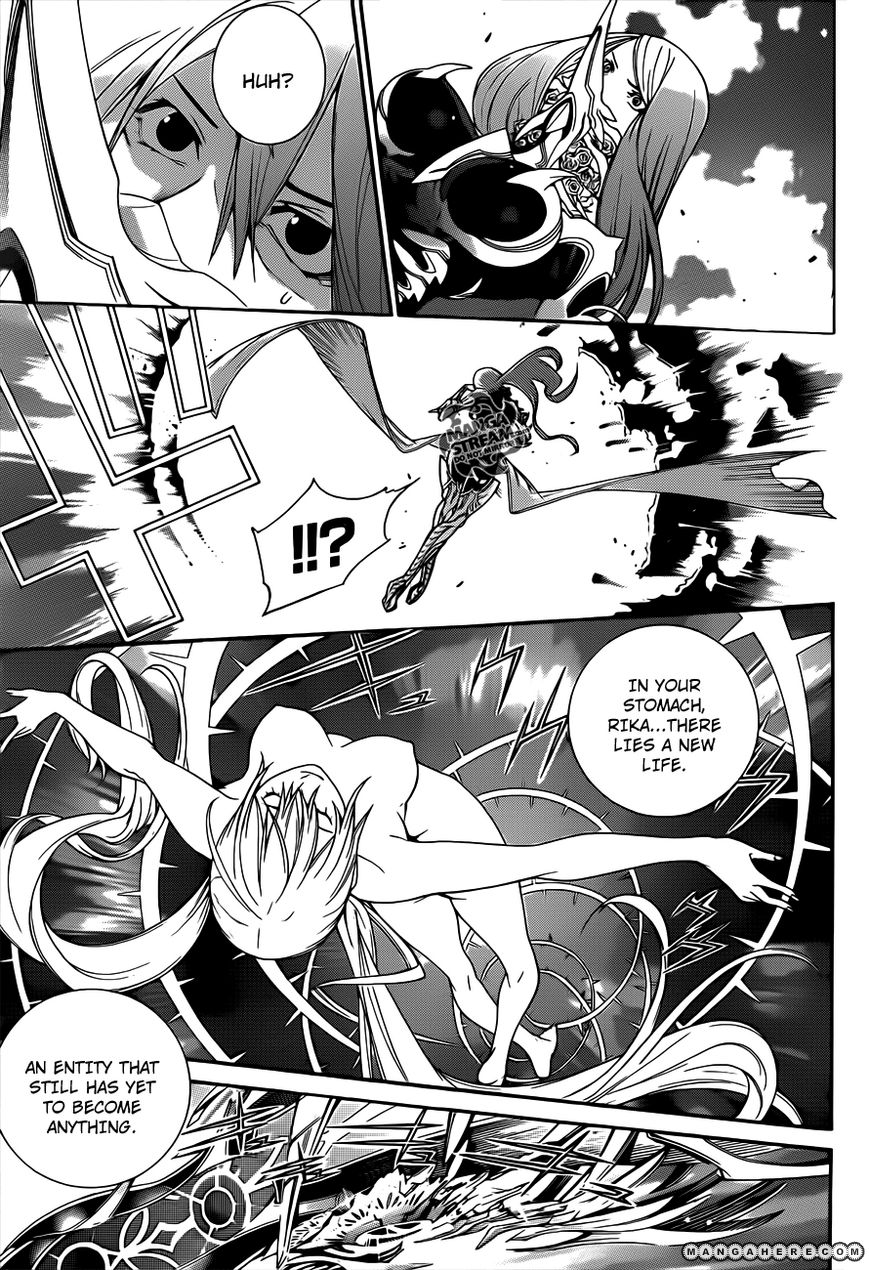 HUH?
MANGA
STREAM
!!?
IN YOUR
STOMACH,
RIKA...THERE
LIES A NEW
LIFE.
AN ENTITY THAT
STILL HAS YET
TO BECOME
ANYTHING.
MANGAHERE.COM